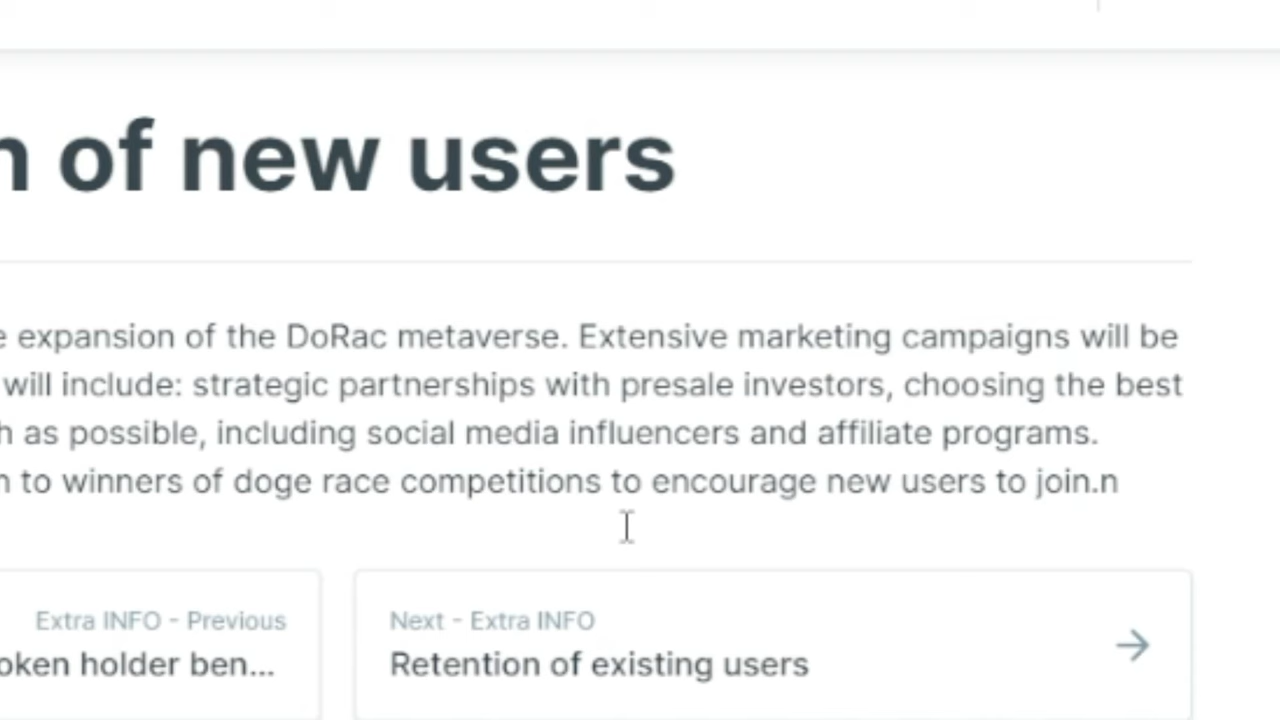 n of new users
e expansion of the DoRac metaverse. Extensive marketing campaigns will be
will include: strategic partnerships with presale investors, choosing the best
h as possible, including social media influencers and affiliate programs.
n to winners of doge race competitions to encourage new users to join.n
Extra INFO - Previous
oken holder ben...
Next - Extra INFO
Retention of existing users